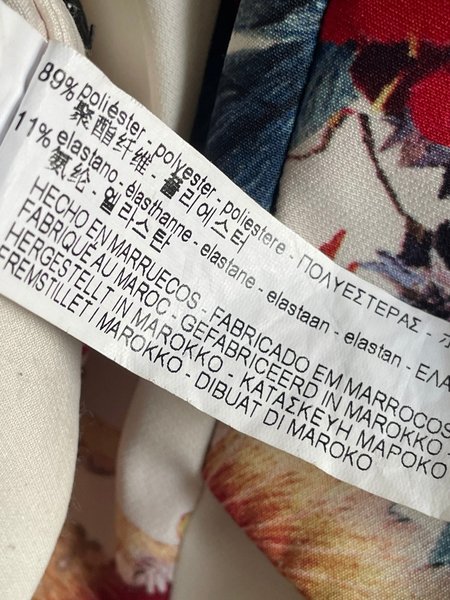 89% poliéster - polyester - poliéstere - ΠΟΛΥΕΣΤΕΡΑΣ -
聚酯纤维 - 폴리에스터
11% elastano - élasthanne - elastane - elastaan - elastan - ΕΛΑ
氨纶 - 엘라스탄
HECHO EN MARRUECOS - FABRICADO EM MARROCOS
FABRIQUÉ AU MAROC - GEFABRICEERD IN MAROKKO -
HERGESTELLT IN MAROKKO - ΚΑΤΑΣΚΕΥΗ ΜΑΡΟΚΟ
FREMSTILLET I MAROKKO - DIBUAT DI MAROKO